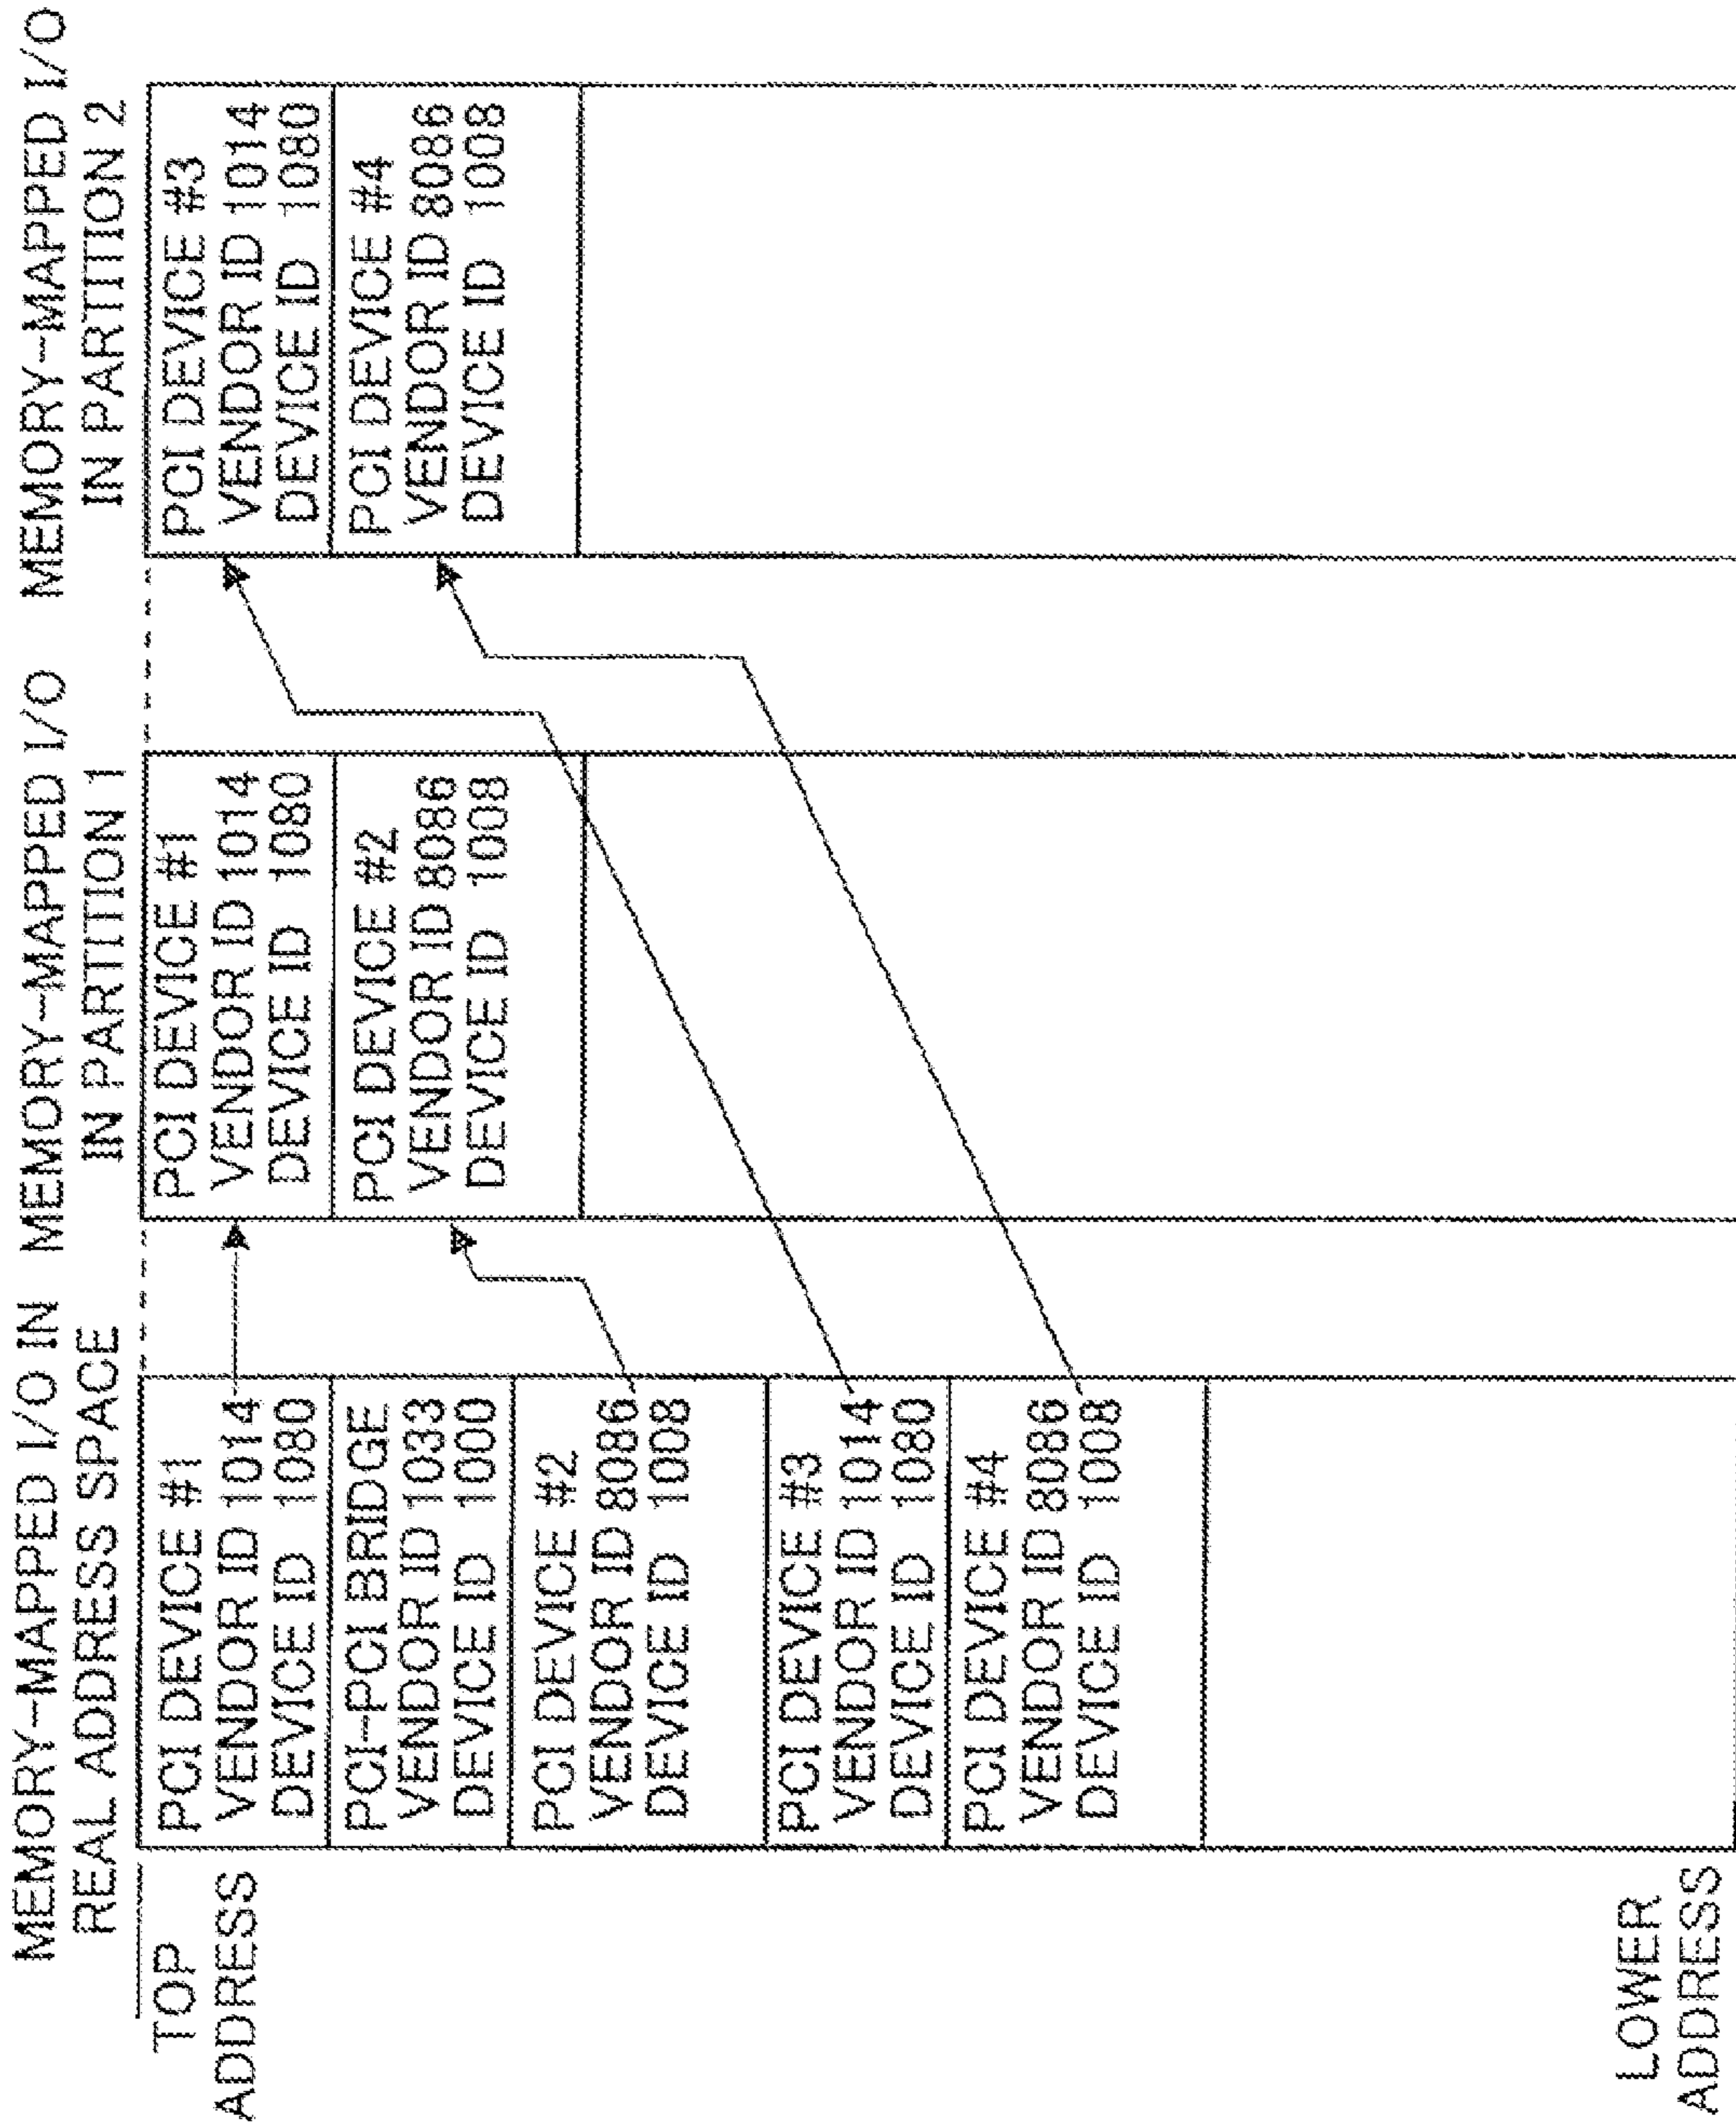 MEMORY-MAPPED I/O IN
REAL ADDRESS SPACE
MEMORY-MAPPED I/O
IN PARTITION 1
MEMORY-MAPPED I/O
IN PARTITION 2
TOP
ADDRESS
PCI DEVICE #1
VENDOR ID 1014
DEVICE ID 1080
PCI-PCI BRIDGE
VENDOR ID 1033
DEVICE ID 1000
PCI DEVICE #2
VENDOR ID 8086
DEVICE ID 1008
PCI DEVICE #3
VENDOR ID 1014
DEVICE ID 1080
PCI DEVICE #4
VENDOR ID 8086
DEVICE ID 1008
PCI DEVICE #1
VENDOR ID 1014
DEVICE ID 1080
PCI DEVICE #2
VENDOR ID 8086
DEVICE ID 1008
PCI DEVICE #3
VENDOR ID 1014
DEVICE ID 1080
PCI DEVICE #4
VENDOR ID 8086
DEVICE ID 1008
LOWER
ADDRESS